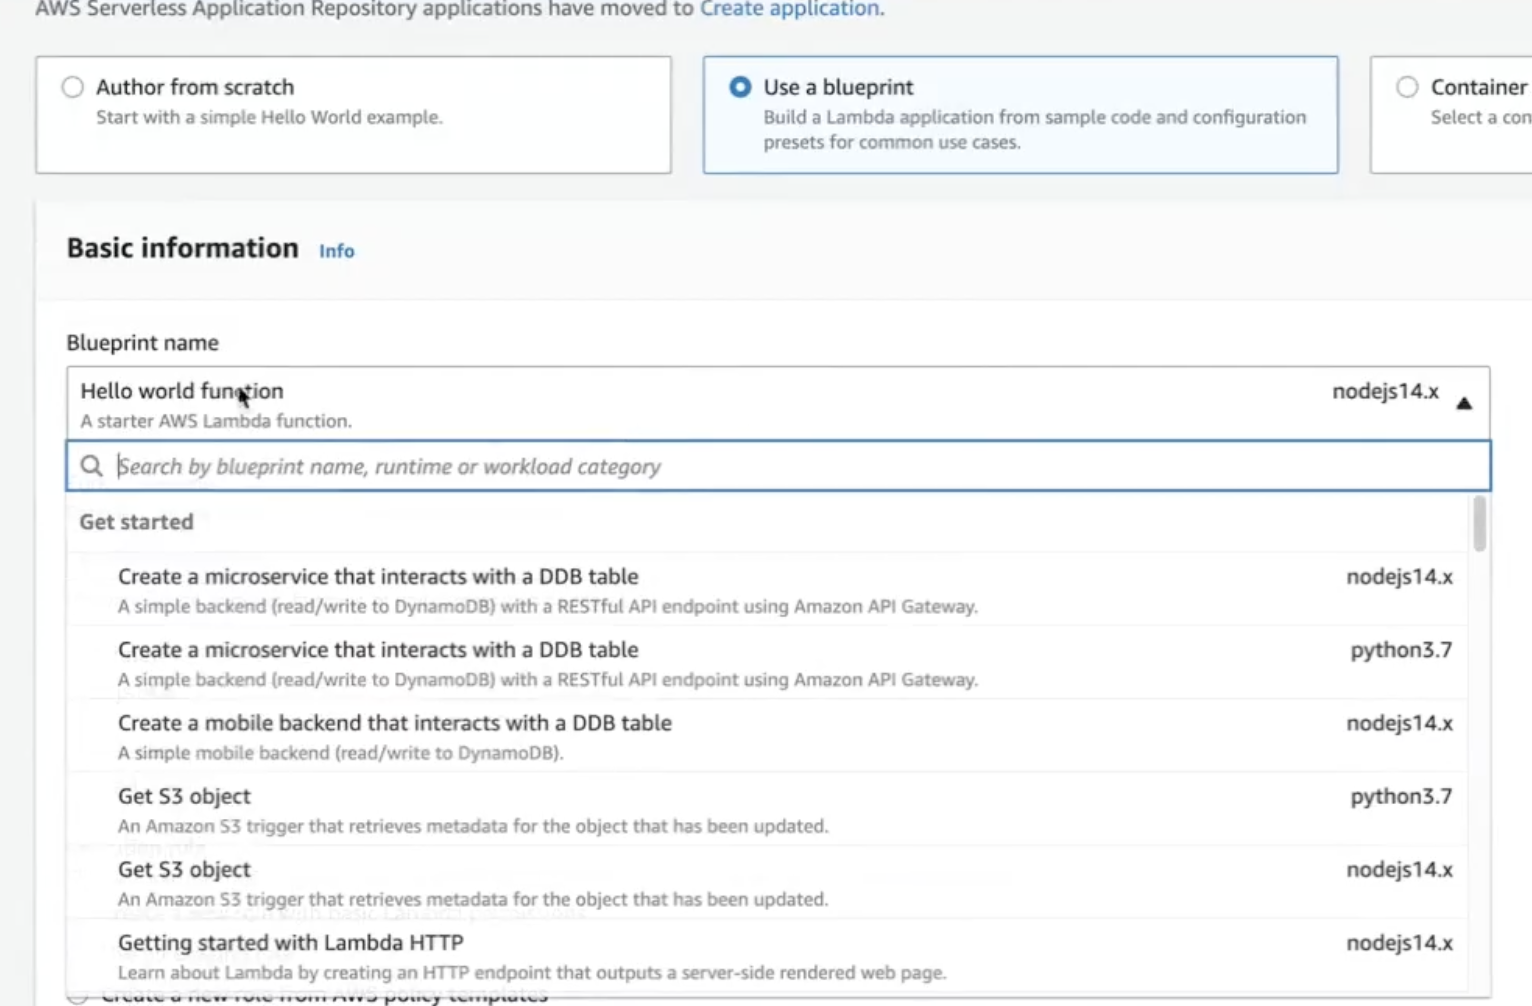 AWS Serverless Application Repository applications have moved to Create application.
Author from scratch
Start with a simple Hello World example.
Use a blueprint
Build a Lambda application from sample code and configuration
presets for common use cases.
Container
Select a con
Basic information Info
Blueprint name
Hello world function nodejs14.x
A starter AWS Lambda function.
Search by blueprint name, runtime or workload category
Get started
Create a microservice that interacts with a DDB table nodejs14.x
A simple backend (read/write to DynamoDB) with a RESTful API endpoint using Amazon API Gateway.
Create a microservice that interacts with a DDB table python3.7
A simple backend (read/write to DynamoDB) with a RESTful API endpoint using Amazon API Gateway.
Create a mobile backend that interacts with a DDB table nodejs14.x
A simple mobile backend (read/write to DynamoDB).
Get S3 object python3.7
An Amazon S3 trigger that retrieves metadata for the object that has been updated.
Get S3 object nodejs14.x
An Amazon S3 trigger that retrieves metadata for the object that has been updated.
Getting started with Lambda HTTP nodejs14.x
Learn about Lambda by creating an HTTP endpoint that outputs a server-side rendered web page.
Create a new role from AWS policy templates